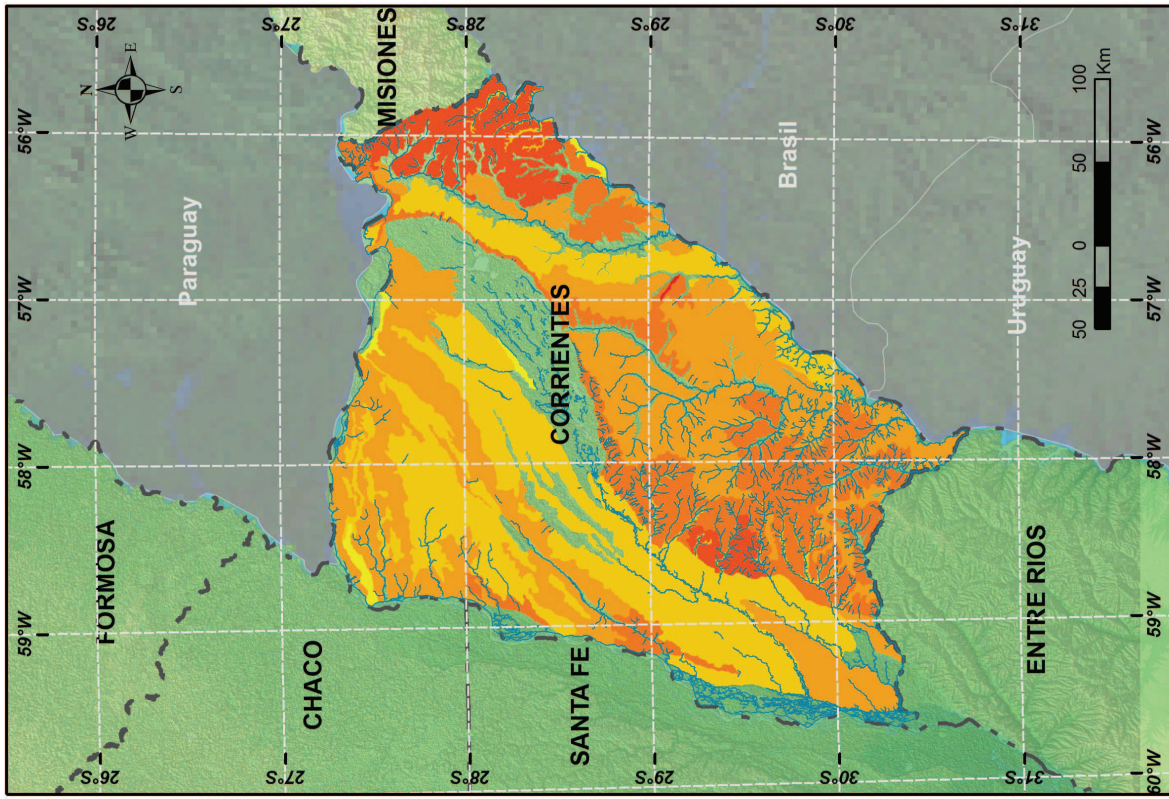 59°W 58°W 57°W 56°W
N
26°S 26°S
FORMOSA
W E
S
Paraguay
27°S 27°S
CHACO
MISIONES
28°S 28°S
CORRIENTES
SANTA FE
29°S 29°S
Brasil
30°S 30°S
Uruguay
31°S 31°S
ENTRE RIOS
50 25 0 50 100
Km
60°W 59°W 58°W 57°W 56°W